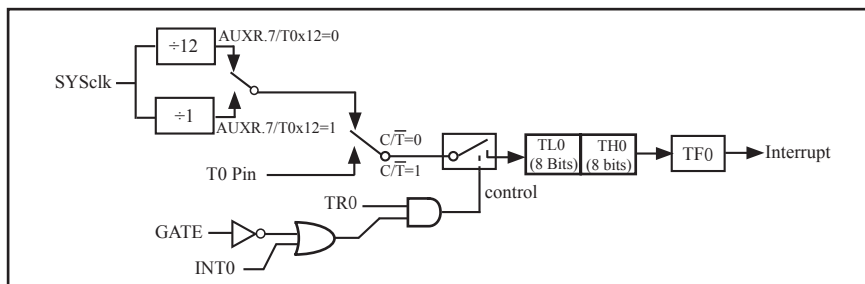 ÷12
AUXR.7/T0x12=0
SYSclk
÷1
AUXR.7/T0x12=1
C/T̅=0
C/T̅=1
T0 Pin
TL0
(8 Bits)
TH0
(8 bits)
TF0
Interrupt
control
TR0
GATE
INT0